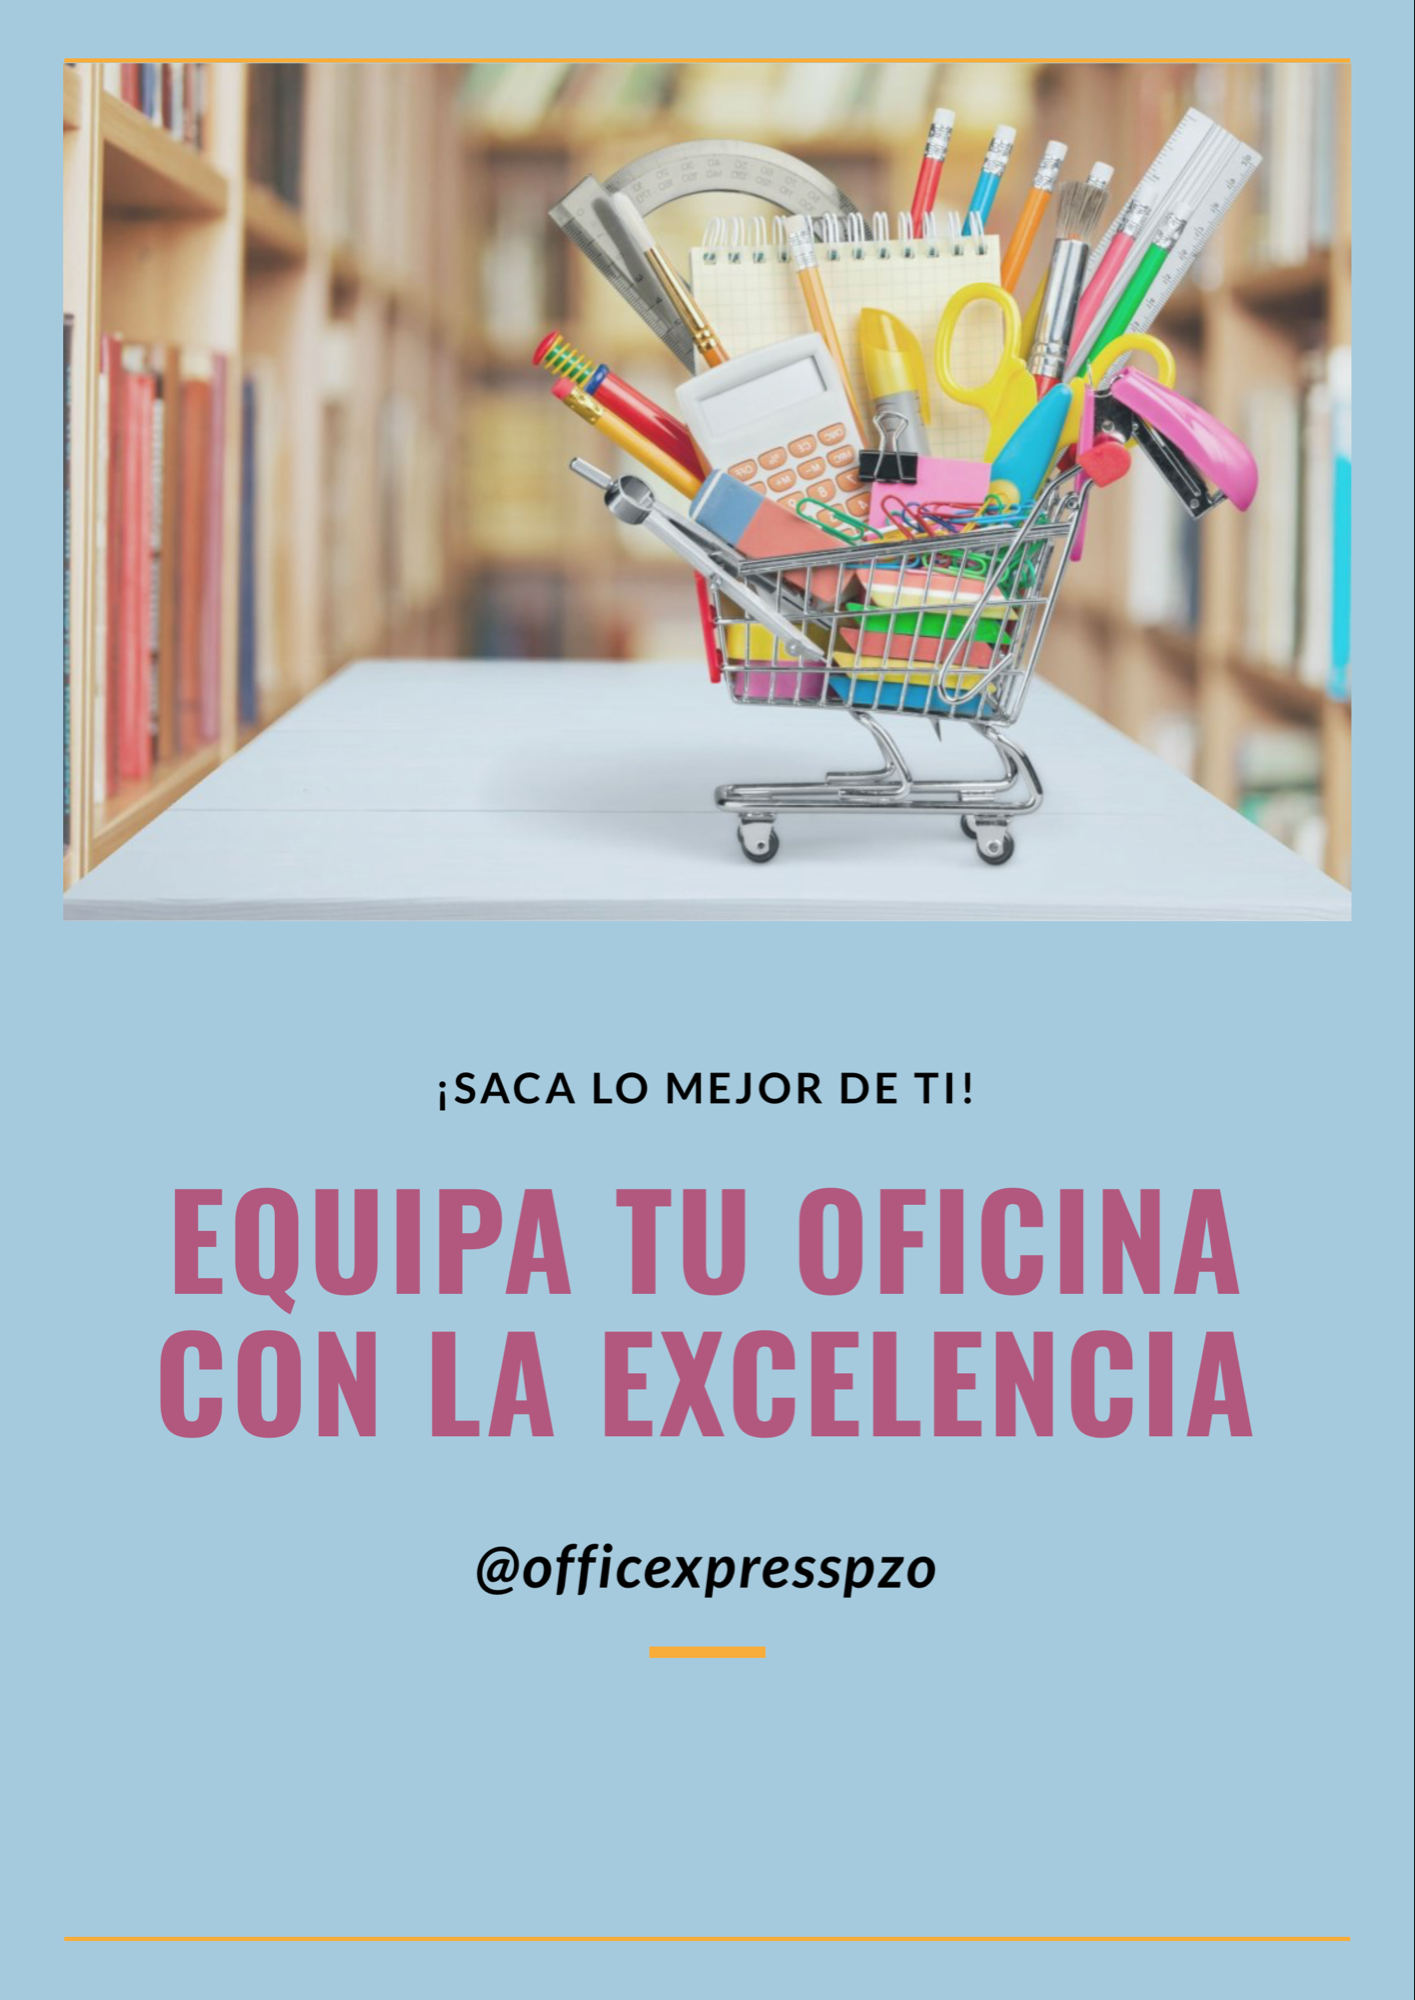 ¡SACA LO MEJOR DE TI!
EQUIPA TU OFICINA
CON LA EXCELENCIA
@officexpresspzo